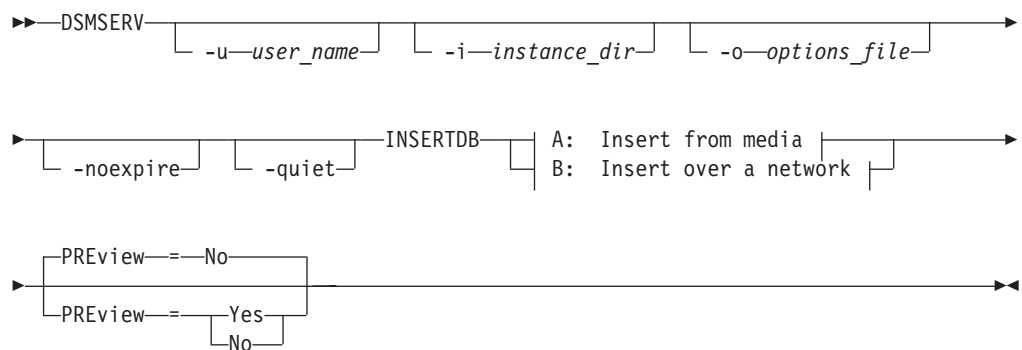 DSMSERV
-u user_name -i instance_dir -o options_file
INSERTDB A: Insert from media
-noexpire -quiet B: Insert over a network
PREview = No
PREview = Yes
No